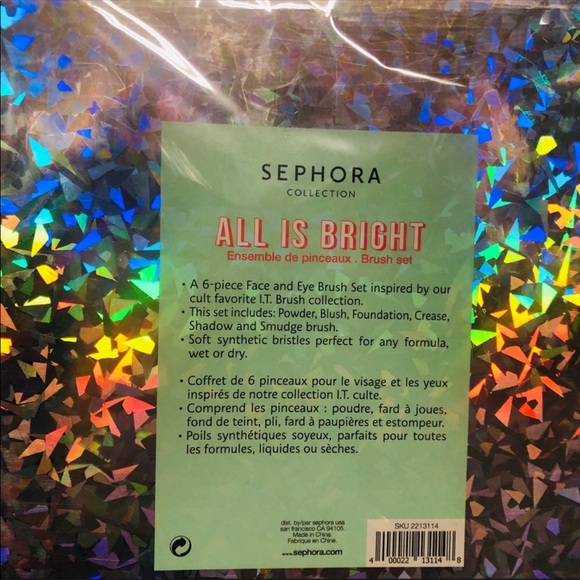 SEPHORA
COLLECTION
ALL IS BRIGHT
Ensemble de pinceaux . Brush set
• A 6-piece Face and Eye Brush Set inspired by our
cult favorite I.T. Brush collection.
• This set includes: Powder, Blush, Foundation, Crease,
Shadow and Smudge brush.
• Soft synthetic bristles perfect for any formula,
wet or dry.
• Coffret de 6 pinceaux pour le visage et les yeux
inspirés de notre collection I.T. culte.
• Comprend les pinceaux : poudre, fard à joues,
fond de teint, pli, fard à paupières et estompeur.
• Poils synthétiques soyeux, parfaits pour toutes
les formules, liquides ou sèches.
dist. by/par sephora usa
san francisco CA 94105.
Made in China.
Fabriqué en Chine.
www.sephora.com
SKU 2213114
4 00022 13114 8